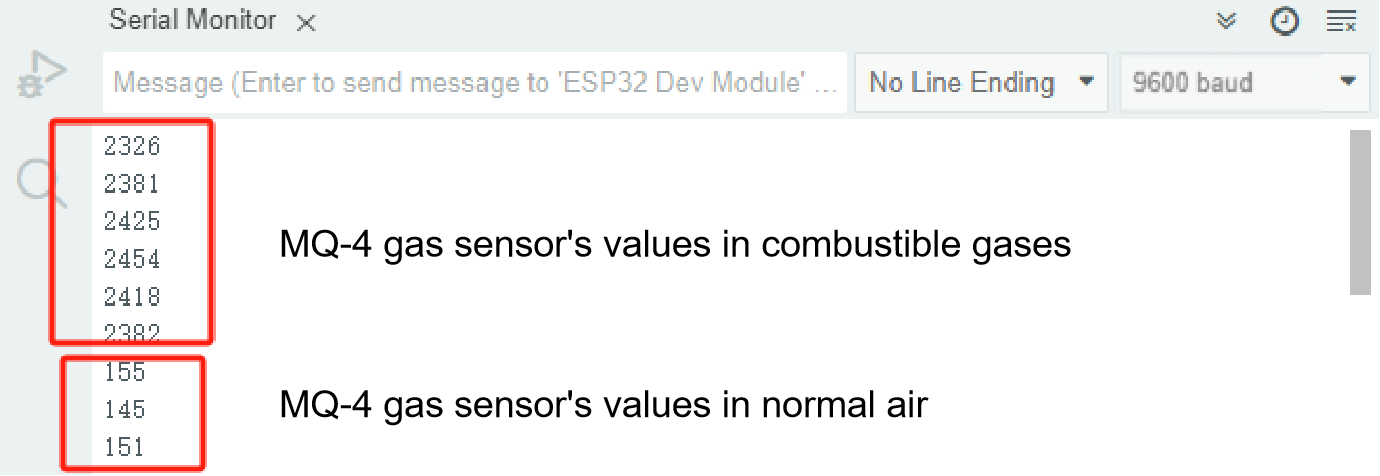 Serial Monitor
Message (Enter to send message to 'ESP32 Dev Module' ...
No Line Ending
9600 baud
2326
2381
2425
2454
2418
2382
MQ-4 gas sensor's values in combustible gases
155
145
151
MQ-4 gas sensor's values in normal air